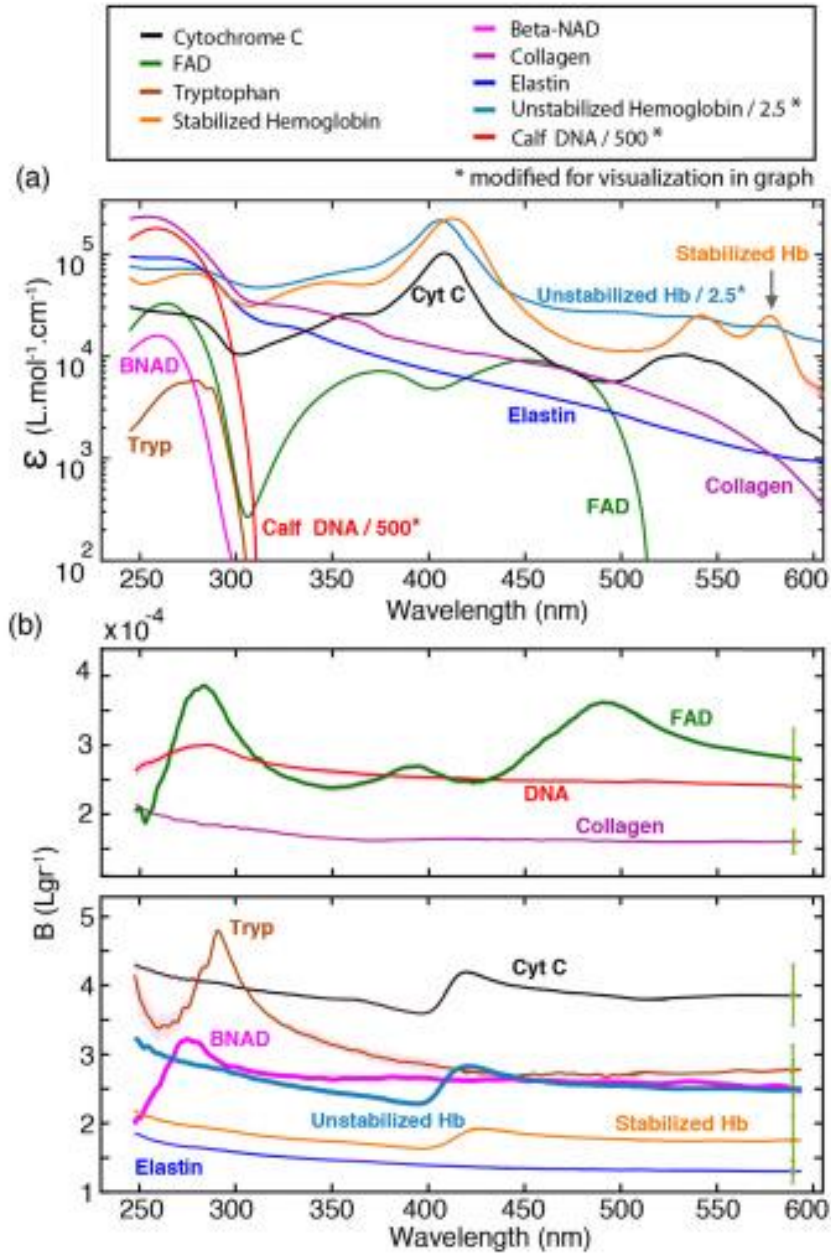 Cytochrome C
FAD
Tryptophan
Stabilized Hemoglobin
Beta-NAD
Collagen
Elastin
Unstabilized Hemoglobin / 2.5 *
Calf DNA / 500 *
* modified for visualization in graph
(a)
10⁵
10⁴
10³
10²
ε (L.mol⁻¹.cm⁻¹)
Stabilized Hb
Unstabilized Hb / 2.5*
Cyt C
BNAD
Tryp
Elastin
Collagen
FAD
Calf DNA / 500*
250 300 350 400 450 500 550 600
Wavelength (nm)
(b)
x10⁻⁴
4
3
2
FAD
DNA
Collagen
B (Lgr⁻¹)
5
4
3
2
1
Tryp
Cyt C
BNAD
Unstabilized Hb
Stabilized Hb
Elastin
250 300 350 400 450 500 550 600
Wavelength (nm)